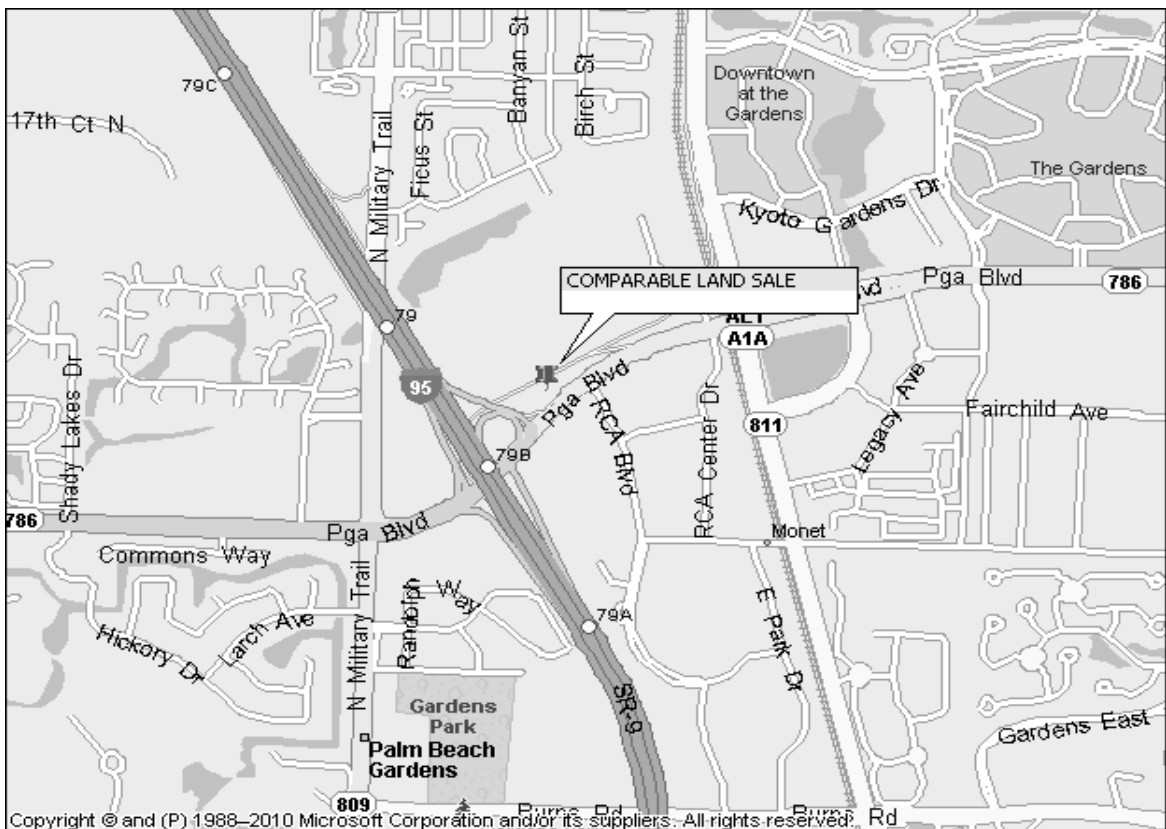 79C
17th Ct N
N Military Trail
Ficus St
Banyan St
Birch St
Downtown
at the
Gardens
The Gardens
Kyoto Gardens Dr
COMPARABLE LAND SALE
Pga Blvd
786
A1A
79
95
Pga Blvd
RCA Blvd
RCA Center Dr
811
Legacy Ave
Fairchild Ave
Shady Lakes Dr
79B
786
Pga Blvd
Monet
Commons Way
N Military Trail
Randolph Way
79A
E Park Dr
Hickory Dr
Larch Ave
SR-9
Gardens
Park
Palm Beach
Gardens
Gardens East
809
Burns Rd
Burns Rd
Copyright © and (P) 1988–2010 Microsoft Corporation and/or its suppliers. All rights reserved.